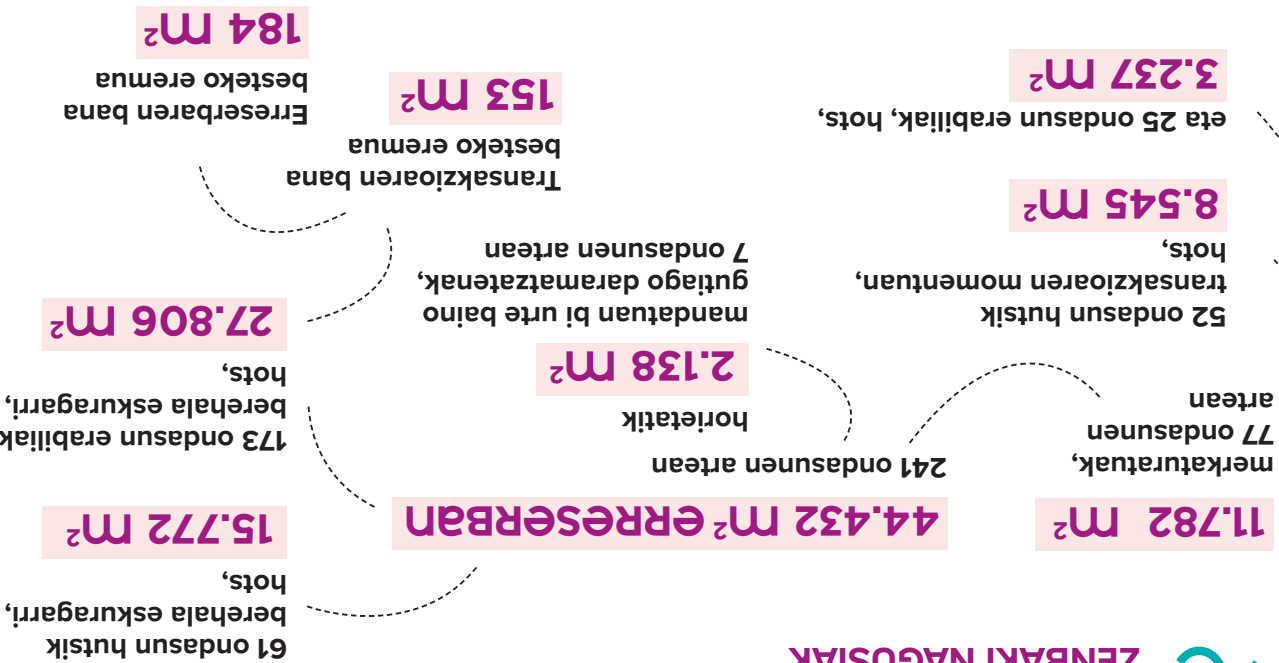 ZENBAKI NAGUSIAK
11.782 m²
merkaturatuak,
77 ondasunen
artean
52 ondasun hutsik
transakzioaren momentuan,
hots,
8.545 m²
eta 25 ondasun erabiliak, hots,
3.237 m²
44.432 m² erreserban
241 ondasunen artean
horietatik
2.138 m²
mandatuan bi urte baino
gutiago daramatzatenak,
7 ondasunen artean
61 ondasun hutsik
berehala eskuragarri,
hots,
15.772 m²
173 ondasun erabiliak
berehala eskuragarri,
hots,
27.806 m²
Transakzioaren bana
besteko eremua
153 m²
Erreserbaren bana
besteko eremua
184 m²